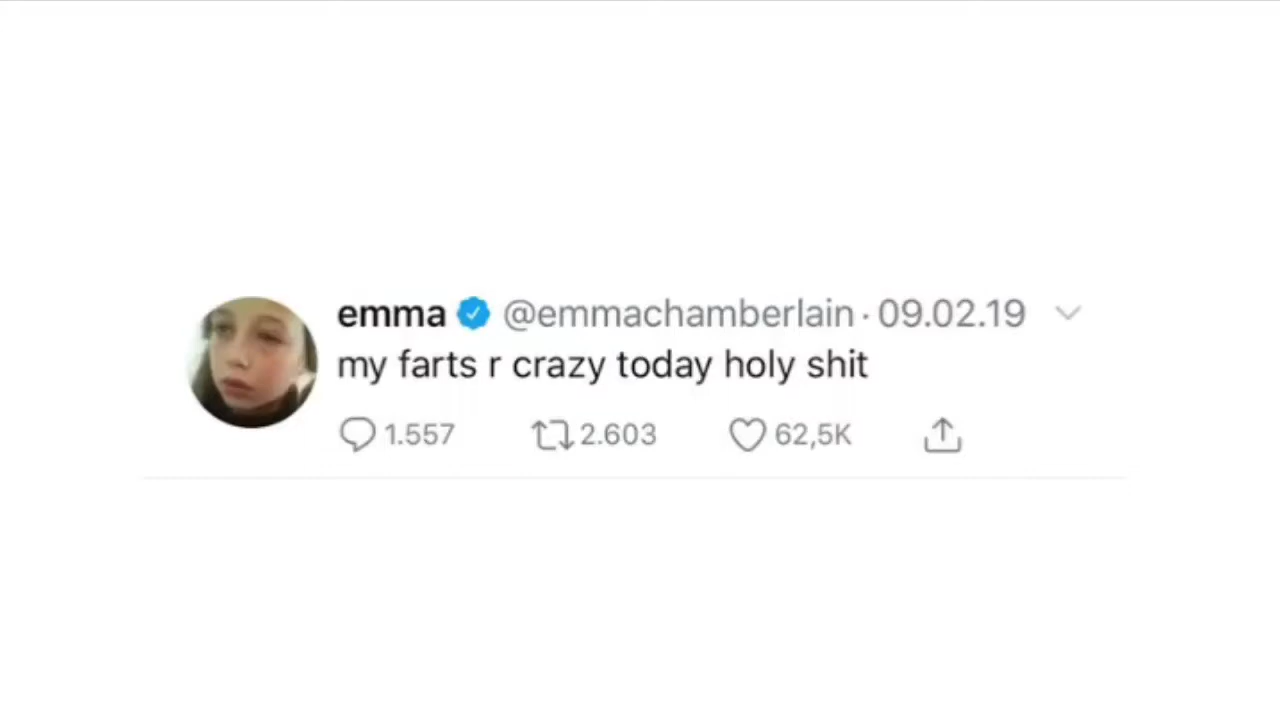 emma @emmachamberlain · 09.02.19
my farts r crazy today holy shit
1.557 2.603 62,5K